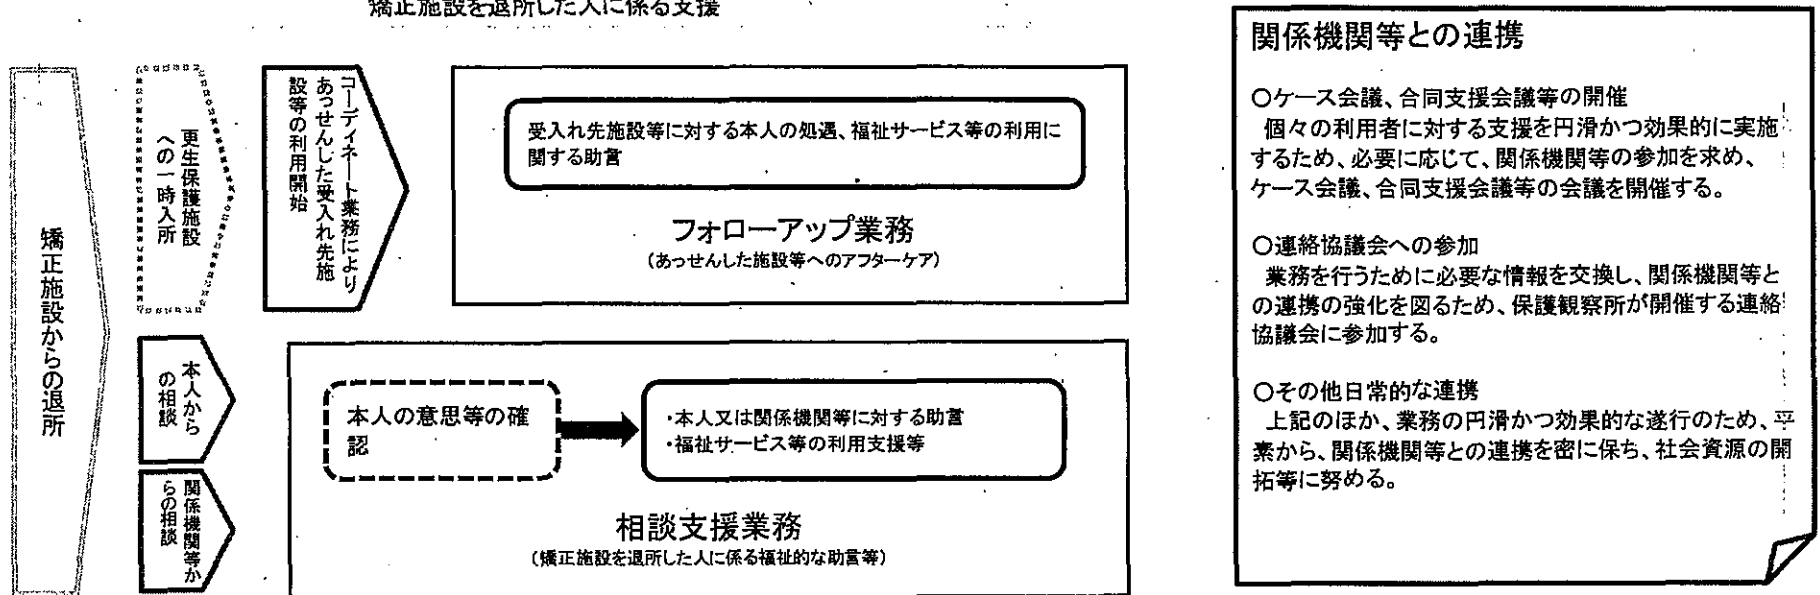 矯正施設を退所した人に係る支援
矯正施設からの退所
更生保護施設
への一時入所
コーディネート業務により
あっせんした受入れ先施
設等の利用開始
受入れ先施設等に対する本人の処遇、福祉サービス等の利用に
関する助言
フォローアップ業務
(あっせんした施設等へのアフターケア)
本人から
の相談
関係機関等か
らの相談
本人の意思等の確
認
・本人又は関係機関等に対する助言
・福祉サービス等の利用支援等
相談支援業務
(矯正施設を退所した人に係る福祉的な助言等)
関係機関等との連携
○ケース会議、合同支援会議等の開催
個々の利用者に対する支援を円滑かつ効果的に実施
するため、必要に応じて、関係機関等の参加を求め、
ケース会議、合同支援会議等の会議を開催する。
○連絡協議会への参加
業務を行うために必要な情報を交換し、関係機関等と
の連携の強化を図るため、保護観察所が開催する連絡
協議会に参加する。
○その他日常的な連携
上記のほか、業務の円滑かつ効果的な遂行のため、平
素から、関係機関等との連携を密に保ち、社会資源の開
拓等に努める。